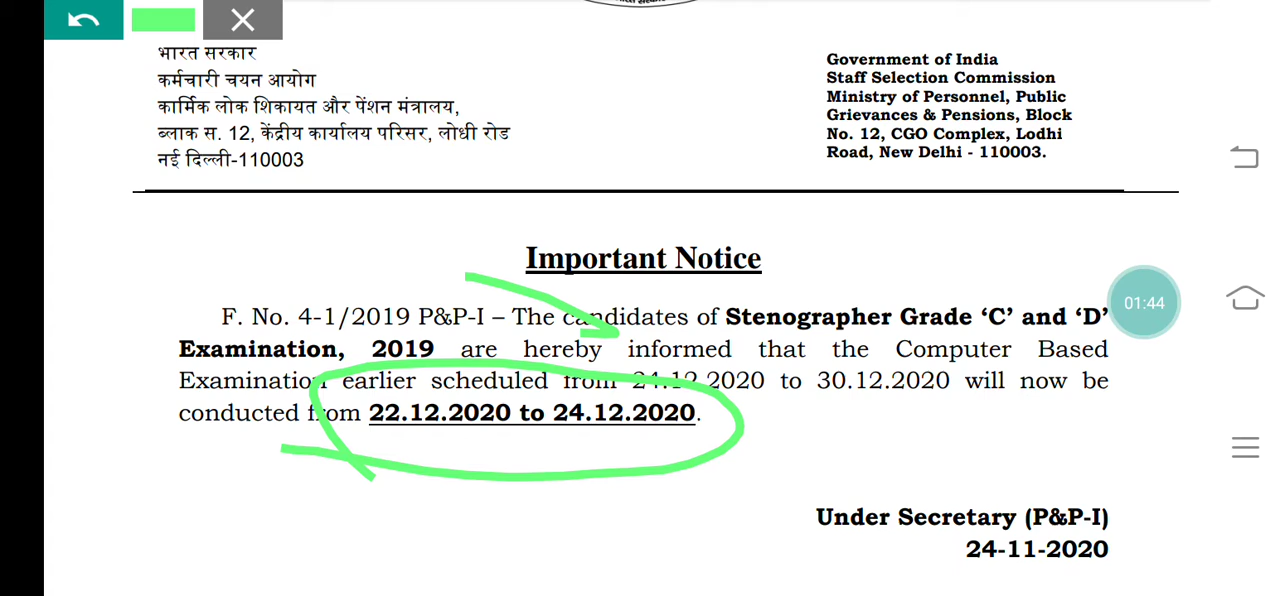 भारत सरकार
कर्मचारी चयन आयोग
कार्मिक लोक शिकायत और पेंशन मंत्रालय,
ब्लाक स. 12, केंद्रीय कार्यालय परिसर, लोधी रोड
नई दिल्ली-110003
Government of India
Staff Selection Commission
Ministry of Personnel, Public
Grievances & Pensions, Block
No. 12, CGO Complex, Lodhi
Road, New Delhi - 110003.
Important Notice
F. No. 4-1/2019 P&P-I – The candidates of Stenographer Grade ‘C’ and ‘D’
Examination, 2019 are hereby informed that the Computer Based
Examination earlier scheduled from 24.12.2020 to 30.12.2020 will now be
conducted from 22.12.2020 to 24.12.2020.
01:44
Under Secretary (P&P-I)
24-11-2020